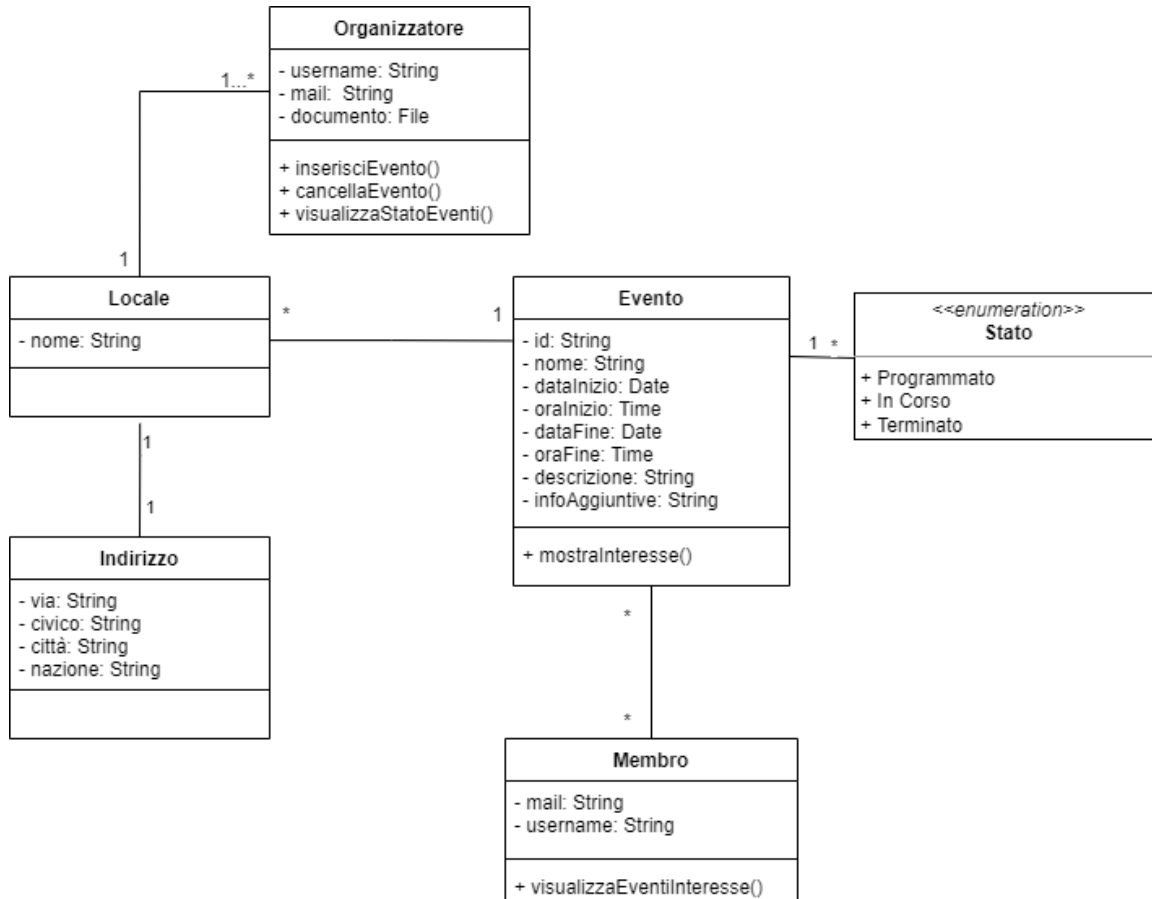 Organizzatore
- username: String
- mail: String
- documento: File
+ inserisciEvento()
+ cancellaEvento()
+ visualizzaStatoEventi()
1...*
1
Locale
- nome: String
*
1
Evento
- id: String
- nome: String
- dataInizio: Date
- oraInizio: Time
- dataFine: Date
- oraFine: Time
- descrizione: String
- infoAggiuntive: String
+ mostraInteresse()
1 *
<<enumeration>>
Stato
+ Programmato
+ In Corso
+ Terminato
1
1
Indirizzo
- via: String
- civico: String
- città: String
- nazione: String
*
*
Membro
- mail: String
- username: String
+ visualizzaEventiInteresse()